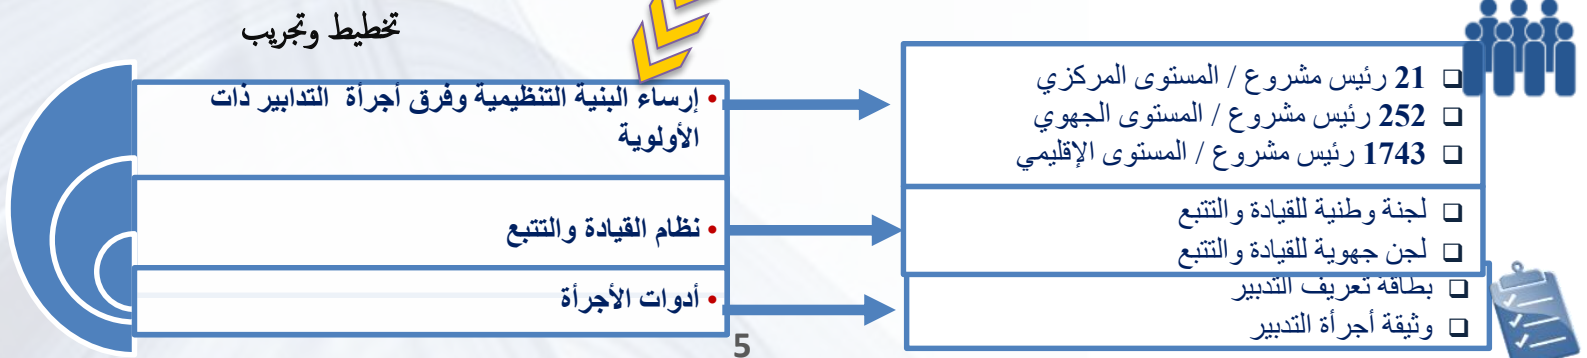 تخطيط وتجريب
• إرساء البنية التنظيمية وفرق أجرأة التدابير ذات
الأولوية
❑ 21 رئيس مشروع / المستوى المركزي
❑ 252 رئيس مشروع / المستوى الجهوي
❑ 1743 رئيس مشروع / المستوى الإقليمي
• نظام القيادة والتتبع
❑ لجنة وطنية للقيادة والتتبع
❑ لجن جهوية للقيادة والتتبع
• أدوات الأجرأة
❑ بطاقة تعريف التدبير
❑ وثيقة أجرأة التدبير
5